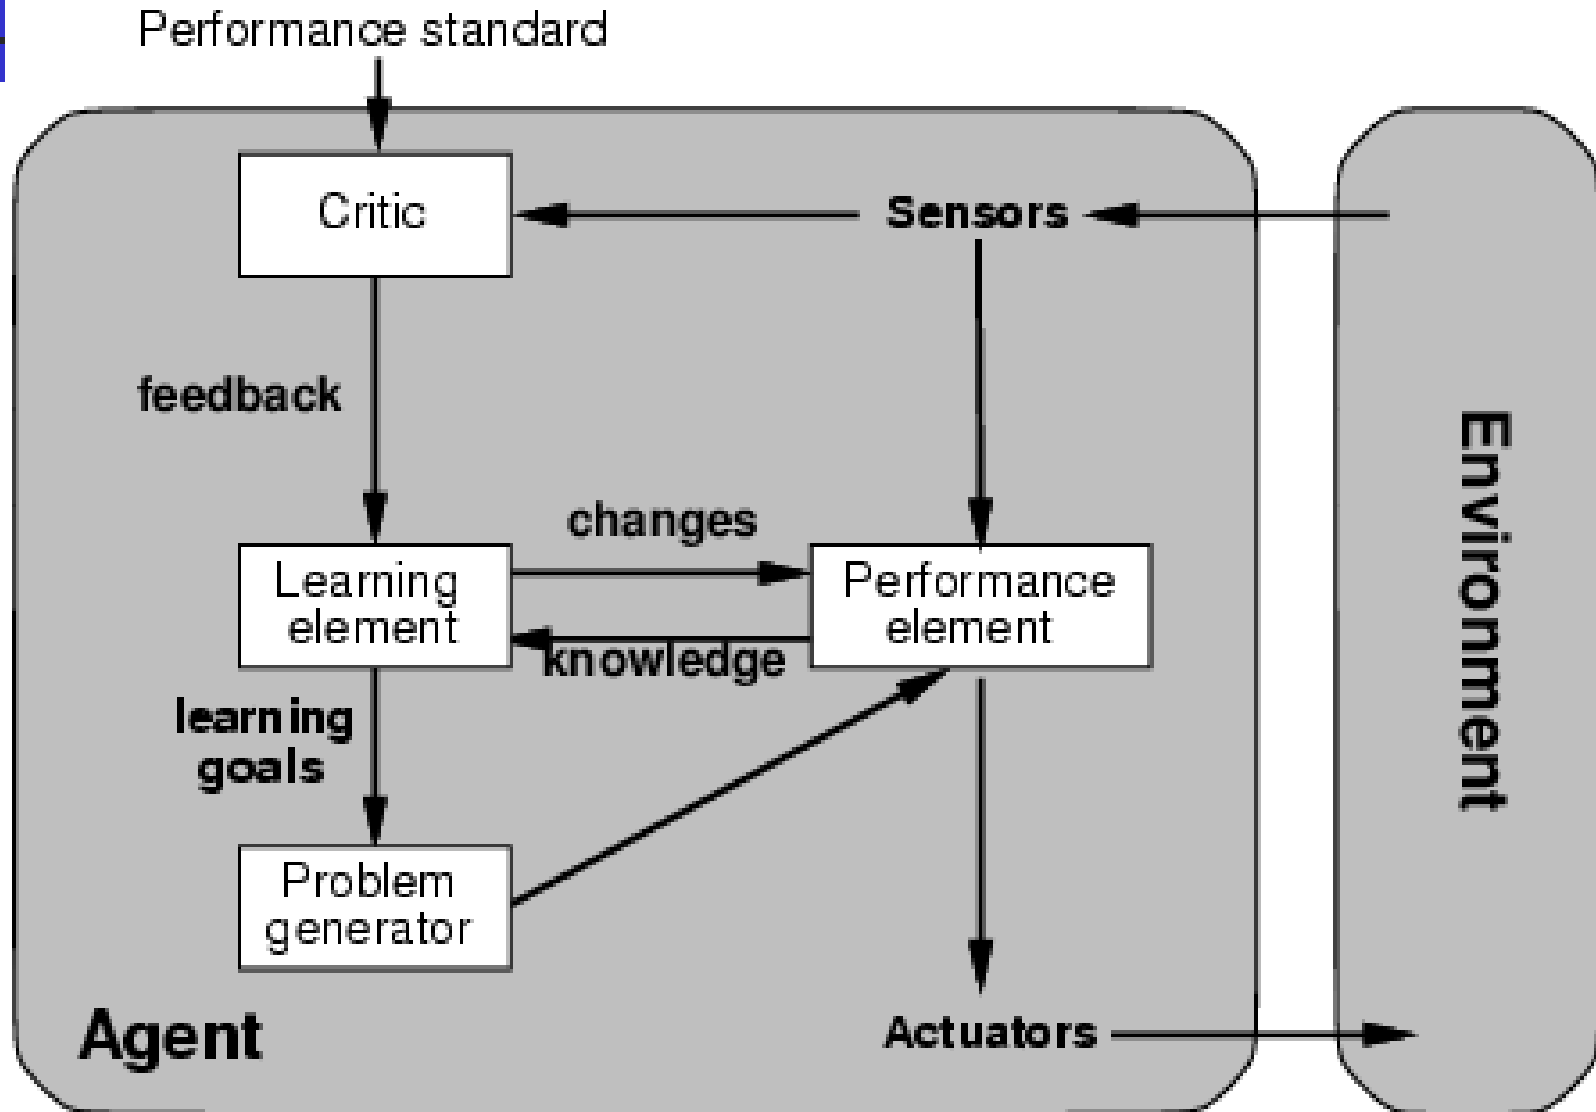 Performance standard
Critic
Sensors
feedback
changes
Learning
element
Performance
element
knowledge
learning
goals
Problem
generator
Agent
Actuators
Environment